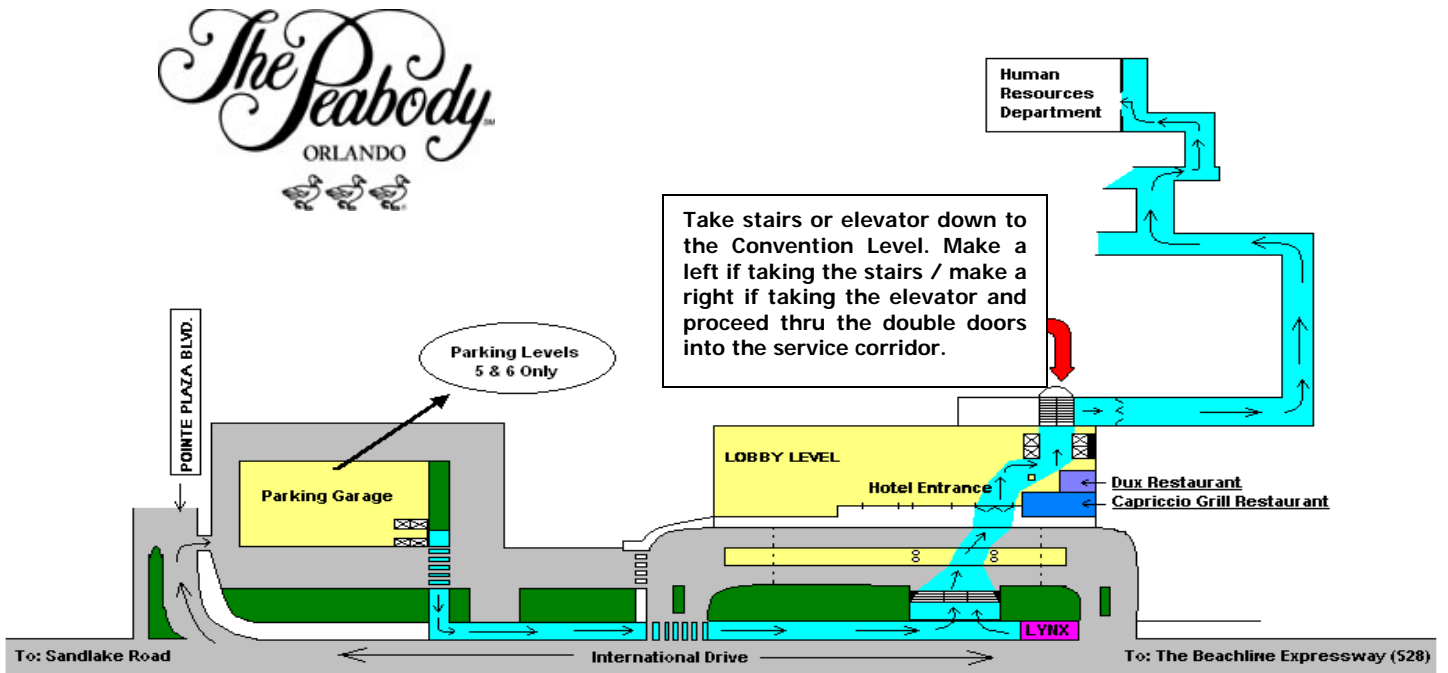 The
Peabody
SM
ORLANDO
Human
Resources
Department
Take stairs or elevator down to
the Convention Level. Make a
left if taking the stairs / make a
right if taking the elevator and
proceed thru the double doors
into the service corridor.
POINTE PLAZA BLVD.
Parking Levels
5 & 6 Only
Parking Garage
LOBBY LEVEL
Hotel Entrance
Dux Restaurant
Capriccio Grill Restaurant
LYNX
To: Sandlake Road
International Drive
To: The Beachline Expressway (528)